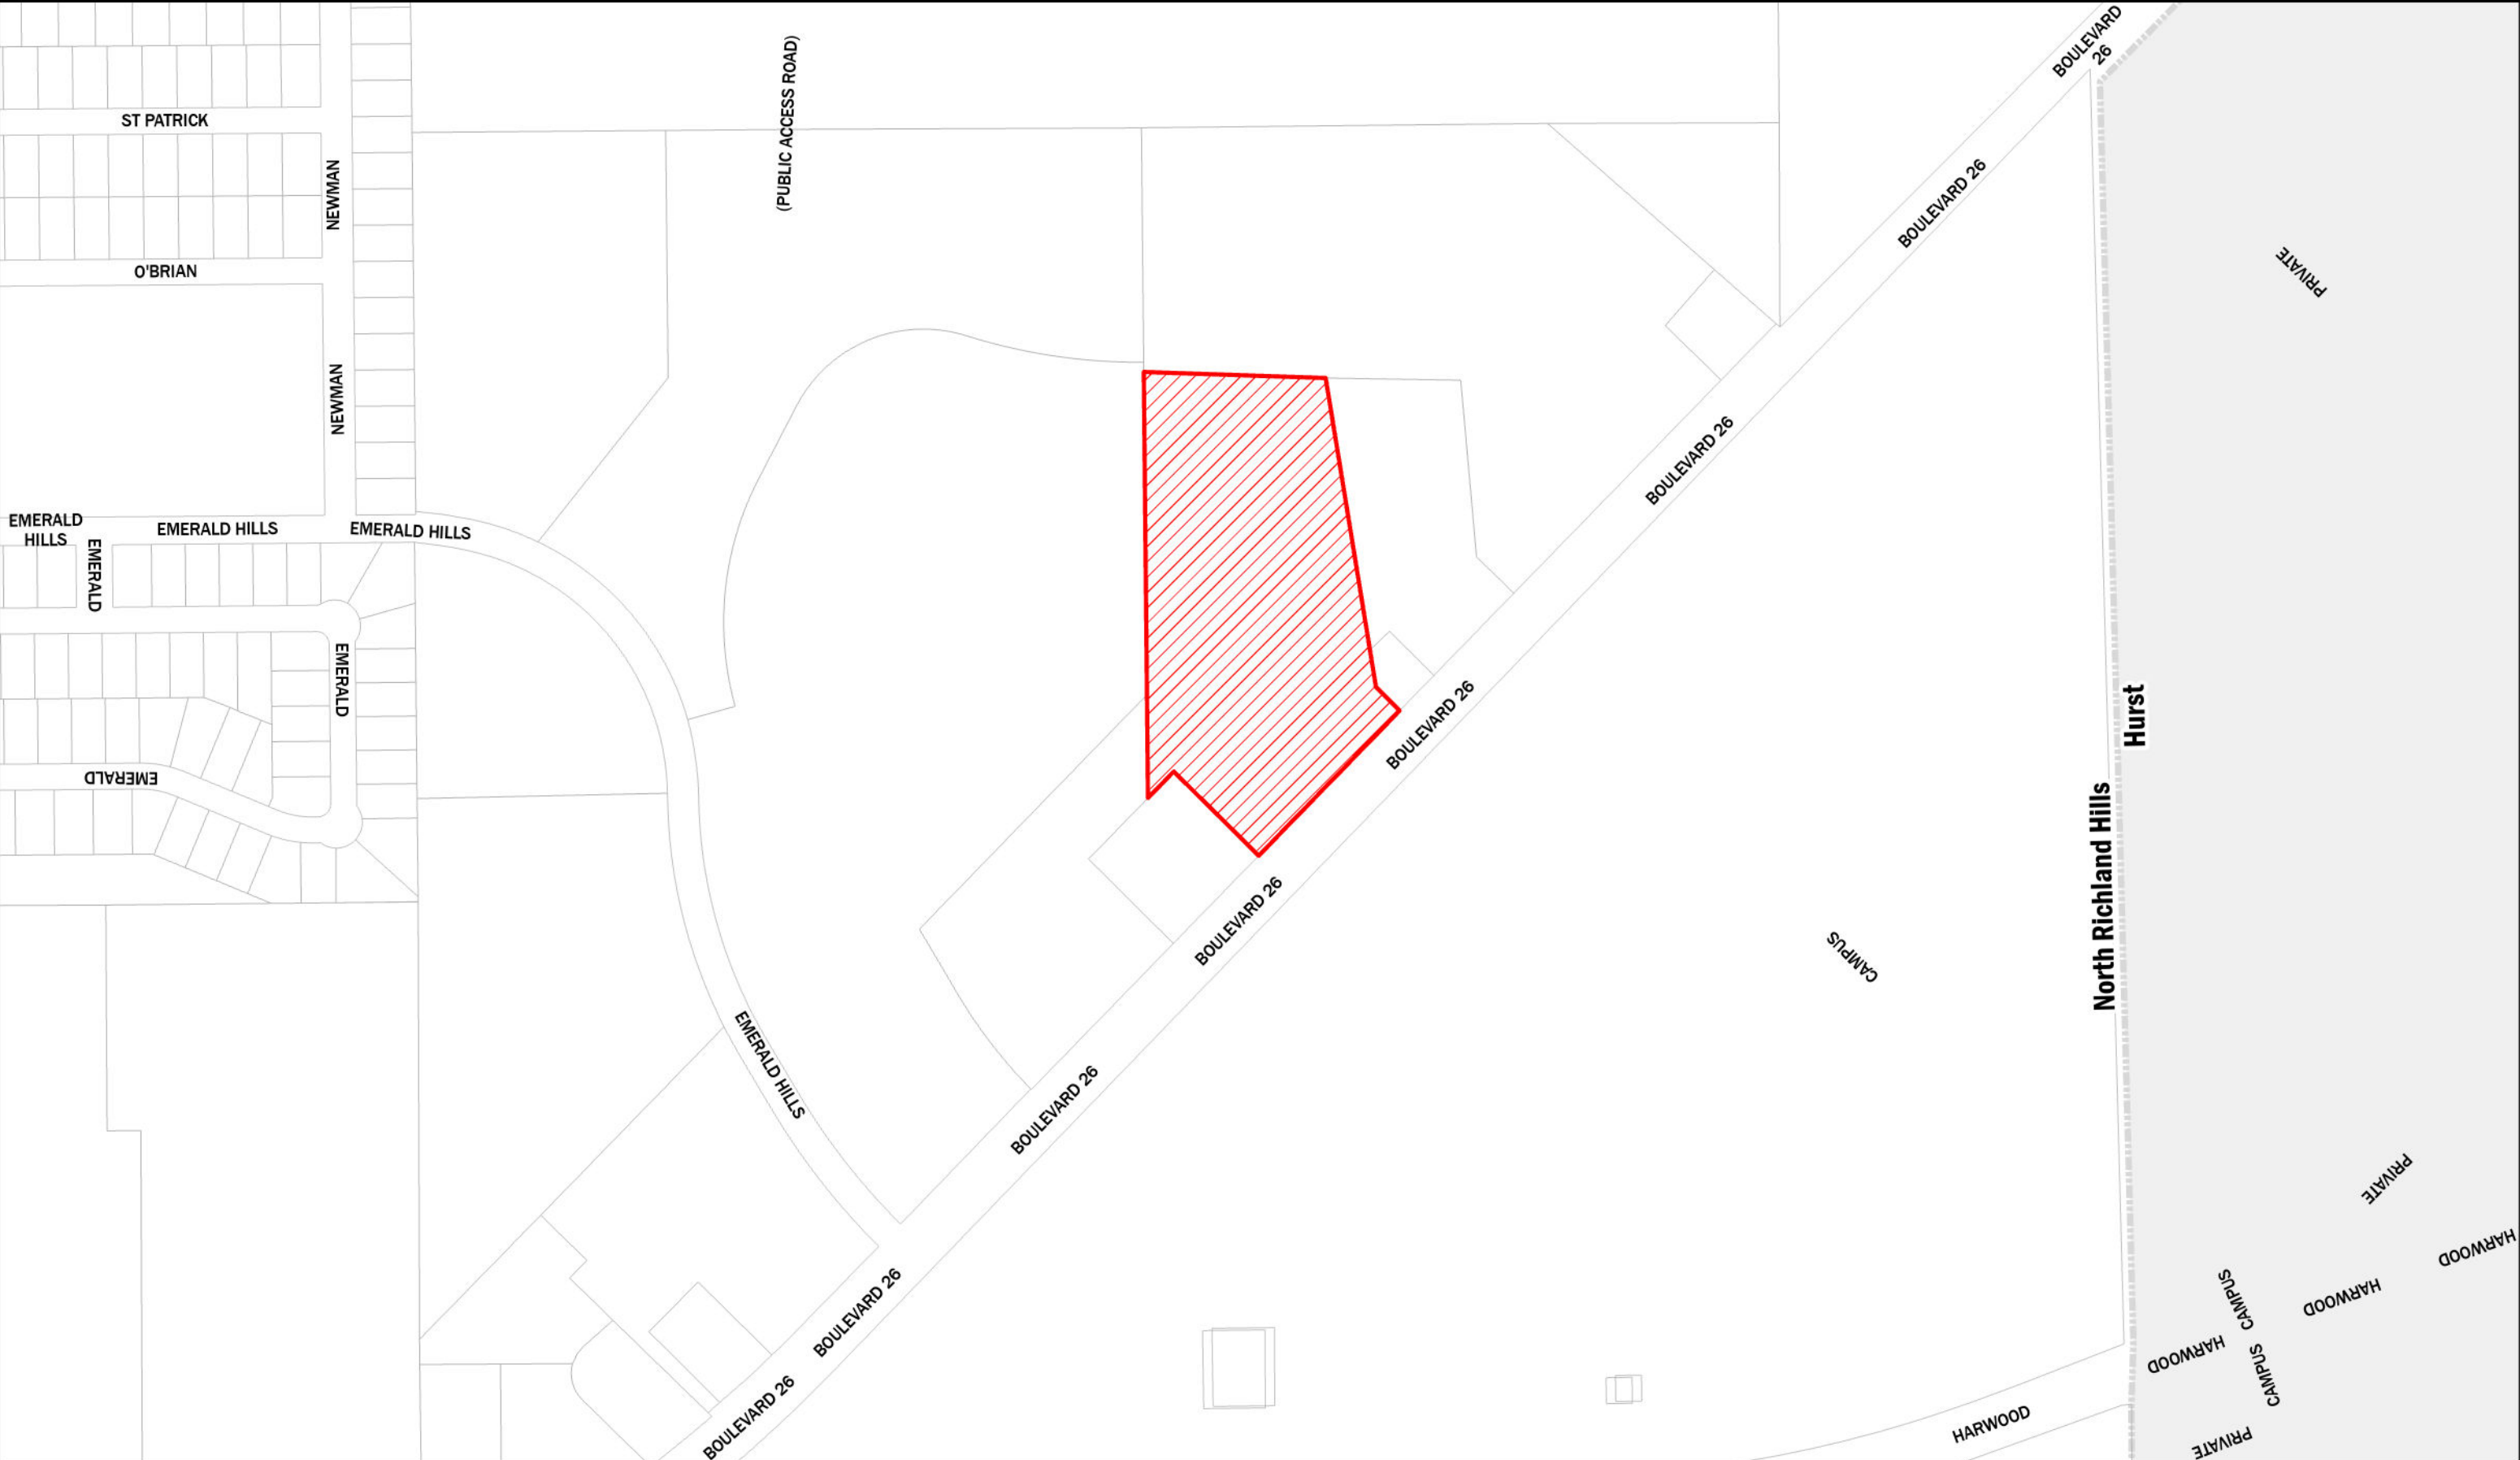 BOULEVARD
26
(PUBLIC ACCESS ROAD)
ST PATRICK
NEWMAN
BOULEVARD 26
O'BRIAN
PRIVATE
NEWMAN
BOULEVARD 26
EMERALD
HILLS
EMERALD HILLS
EMERALD HILLS
EMERALD
EMERALD
BOULEVARD 26
Hurst
EMERALD
North Richland Hills
BOULEVARD 26
CAMPUS
EMERALD HILLS
BOULEVARD 26
PRIVATE
HARWOOD
BOULEVARD 26
CAMPUS
HARWOOD
HARWOOD
CAMPUS
BOULEVARD 26
HARWOOD
PRIVATE